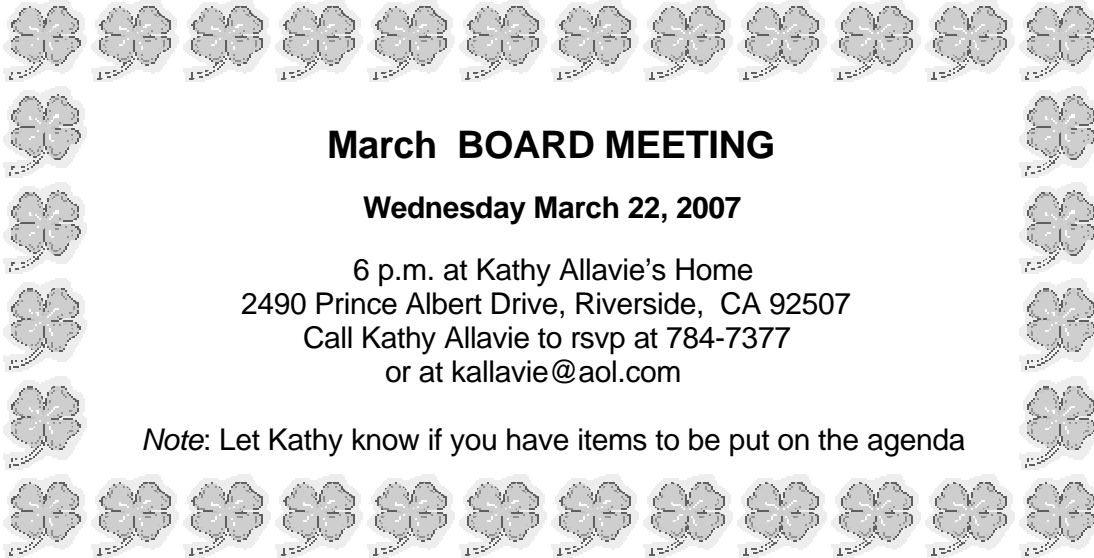 March  BOARD MEETING
Wednesday March 22, 2007
6 p.m. at Kathy Allavie’s Home
2490 Prince Albert Drive, Riverside,  CA 92507
Call Kathy Allavie to rsvp at 784-7377
or at kallavie@aol.com
Note: Let Kathy know if you have items to be put on the agenda